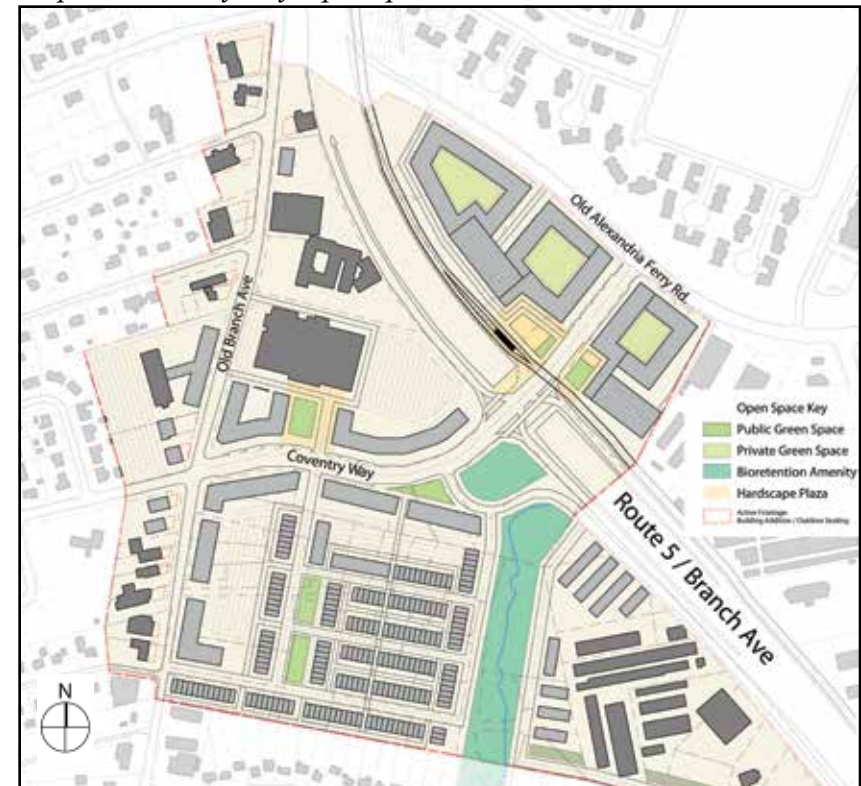 Old Alexandria Ferry Rd.
Old Branch Ave
Coventry Way
Open Space Key
Public Green Space
Private Green Space
Bioretention Amenity
Hardscape Plaza
Active Frontage:
Building Addition / Outdoor Seating
Route 5 / Branch Ave
N